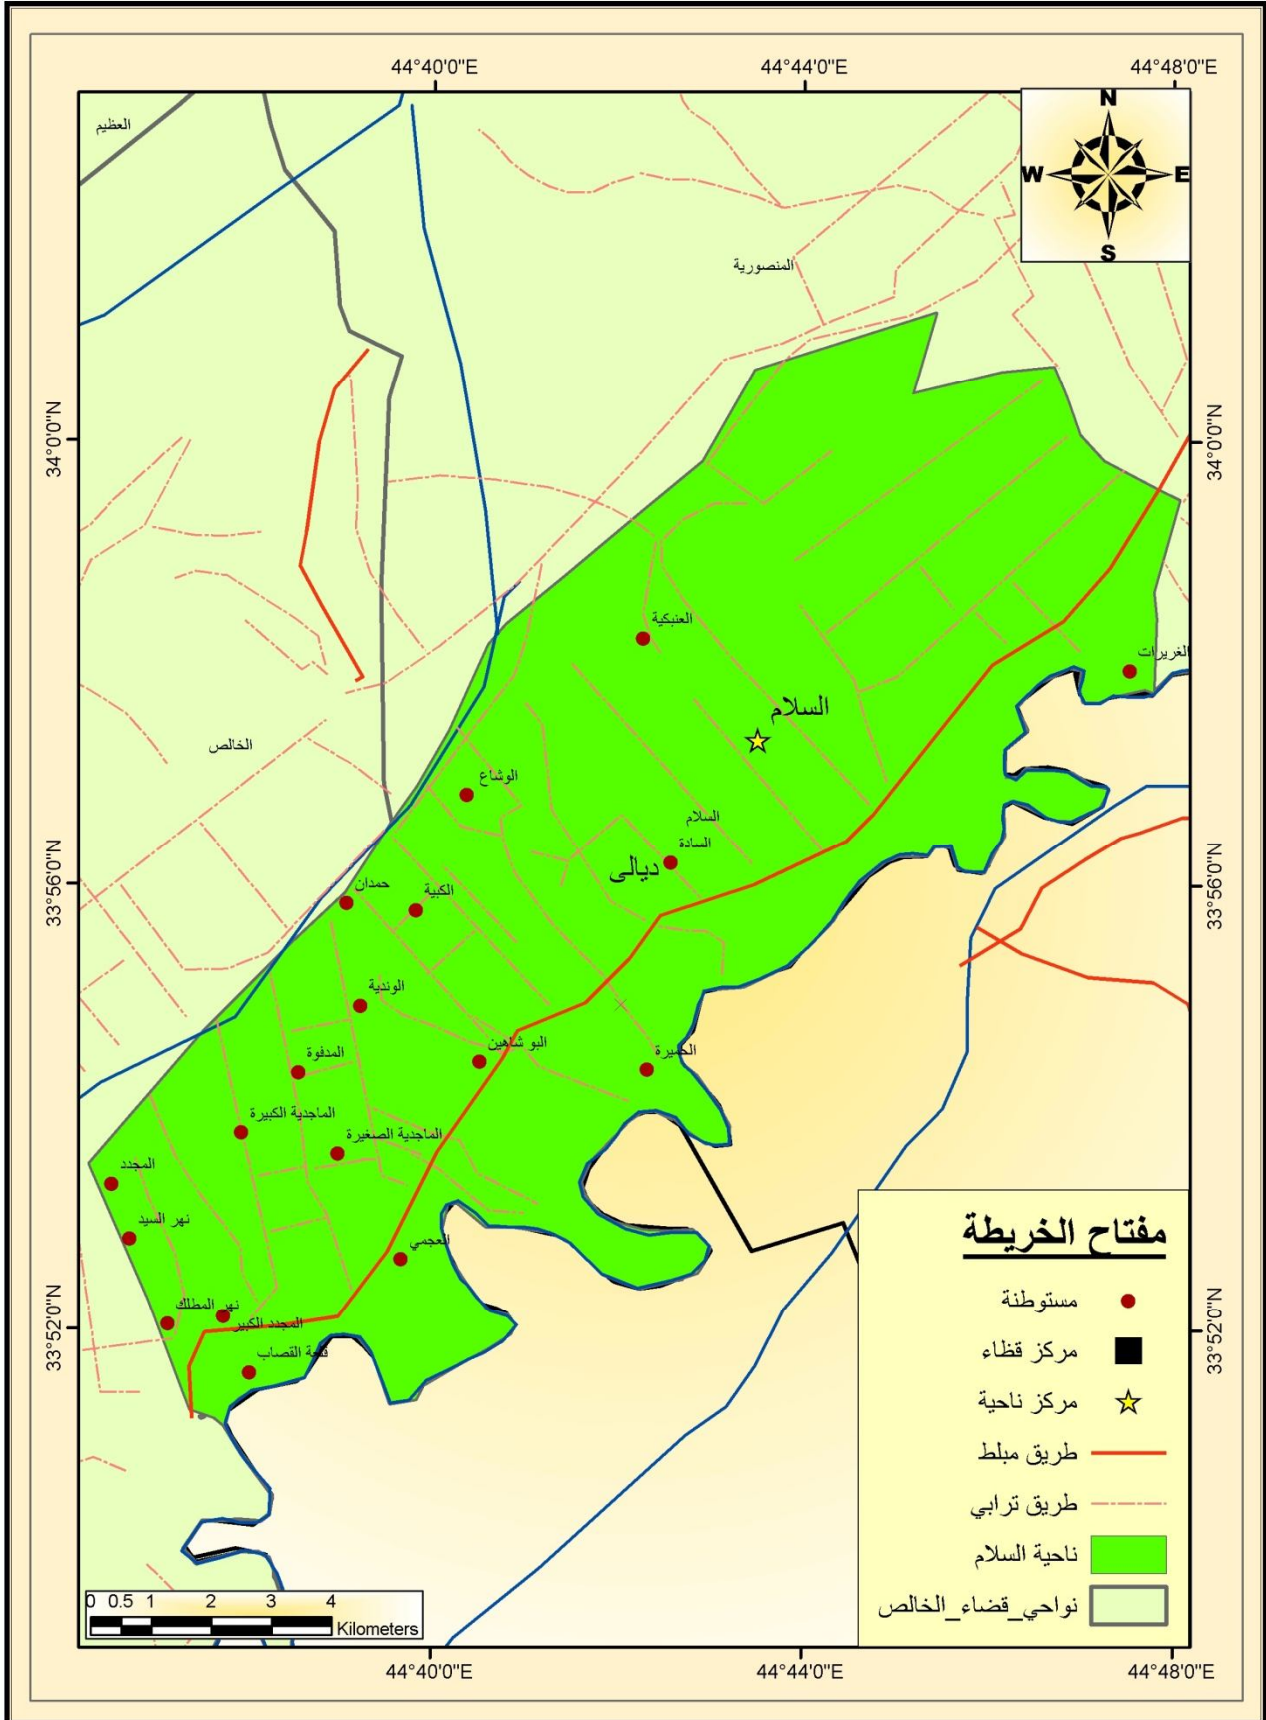 44°40'0"E
44°44'0"E
44°48'0"E
N
W
E
S
العظيم
المنصورية
34°0'0"N
34°0'0"N
العنبكية
الغريرات
السلام
الخالص
الوشاع
السلام
السادة
ديالى
33°56'0"N
33°56'0"N
حمدان
الكبية
الوندية
البو شاهين
المدفوة
الماجدية الكبيرة
الماجدية الصغيرة
المجدد
نهر السيد
العجمي
نهر المطلك
المجدد الكبير
قلعة القصاب
33°52'0"N
33°52'0"N
مفتاح الخريطة
مستوطنة
مركز قظاء
مركز ناحية
طريق مبلط
طريق ترابي
ناحية السلام
نواحي_قضاء_الخالص
0 0.5 1 2 3 4
Kilometers
44°40'0"E
44°44'0"E
44°48'0"E